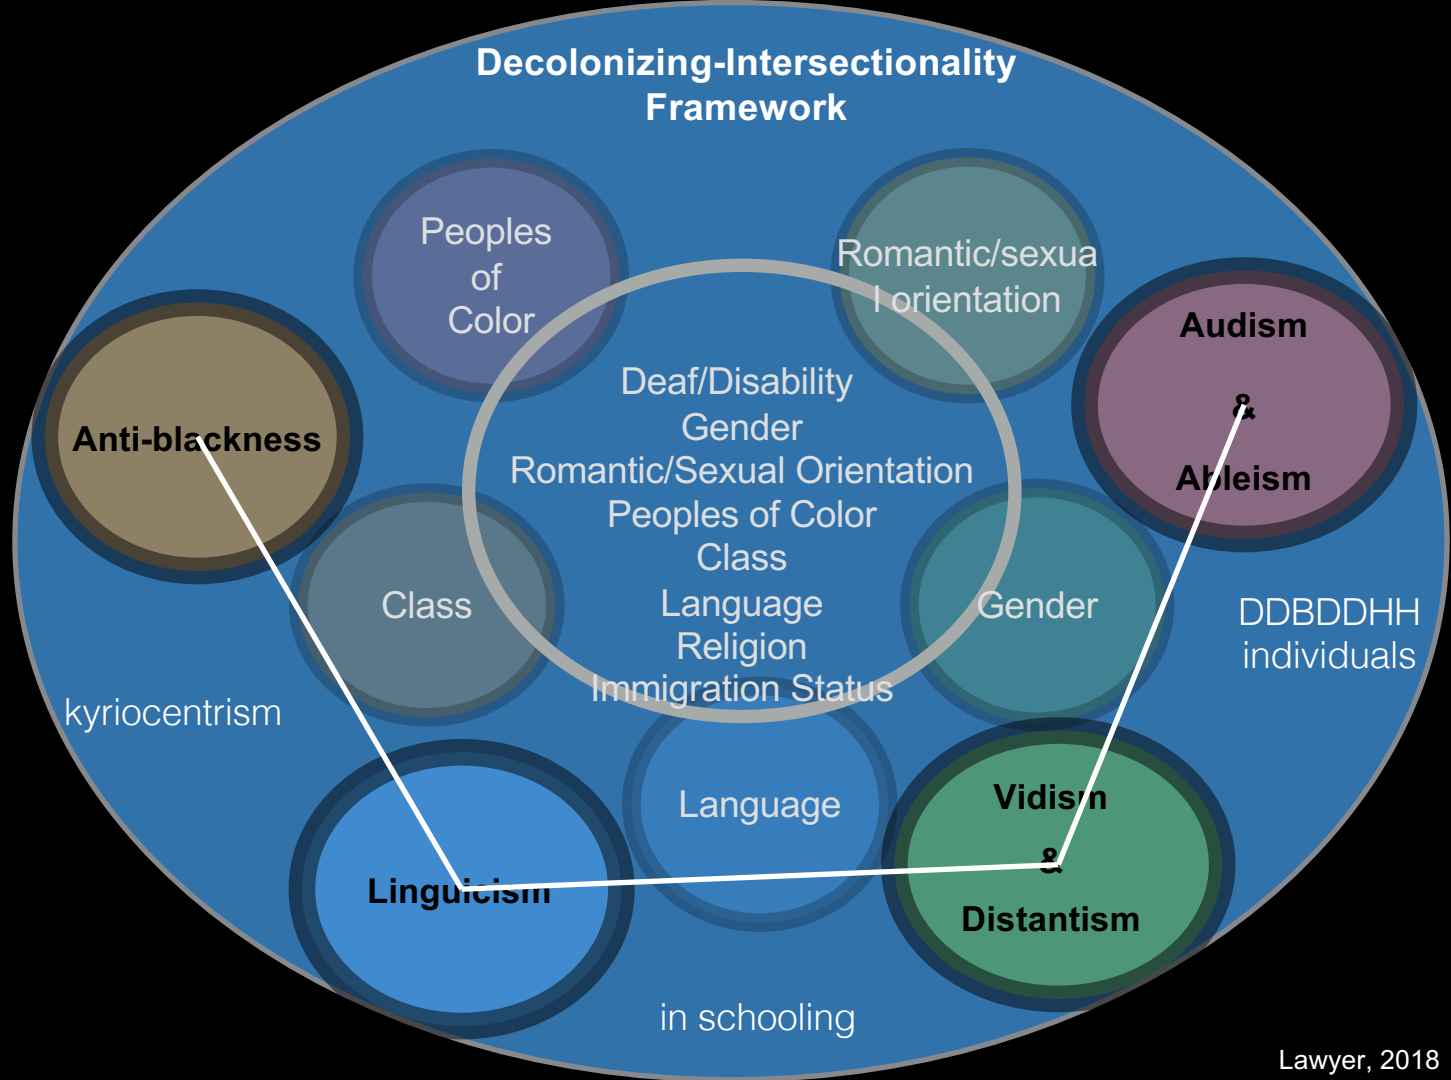 Decolonizing-Intersectionality
Framework
Peoples
of
Color
Romantic/sexua
l orientation
Anti-blackness
Audism
&
Ableism
Deaf/Disability
Gender
Romantic/Sexual Orientation
Peoples of Color
Class
Language
Religion
Immigration Status
Class
Gender
DDBDDHH
individuals
kyriocentrism
Linguicism
Language
Vidism
&
Distantism
in schooling
Lawyer, 2018